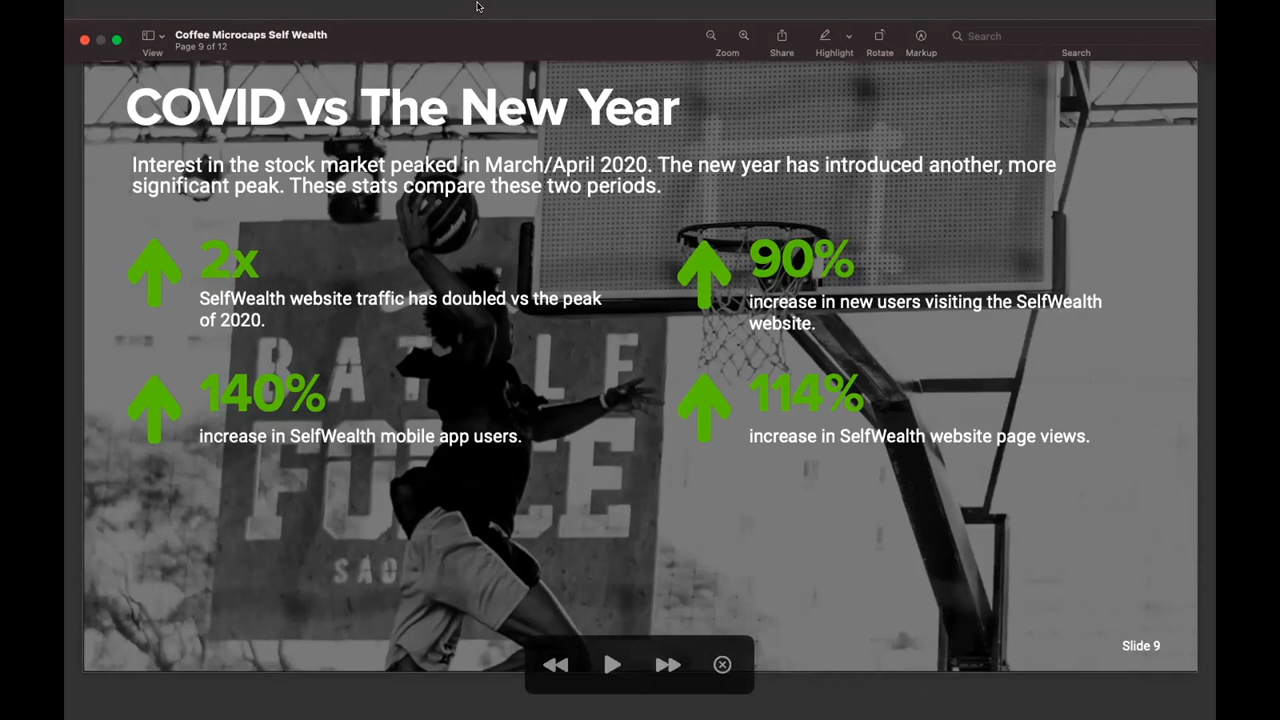 Coffee Microcaps Self Wealth
Page 9 of 12
View
Zoom
Share
Highlight
Rotate
Markup
Search
Search
COVID vs The New Year
Interest in the stock market peaked in March/April 2020. The new year has introduced another, more
significant peak. These stats compare these two periods.
2x
SelfWealth website traffic has doubled vs the peak
of 2020.
90%
increase in new users visiting the SelfWealth
website.
140%
increase in SelfWealth mobile app users.
114%
increase in SelfWealth website page views.
BATTLE
FORCE
SAO
Slide 9